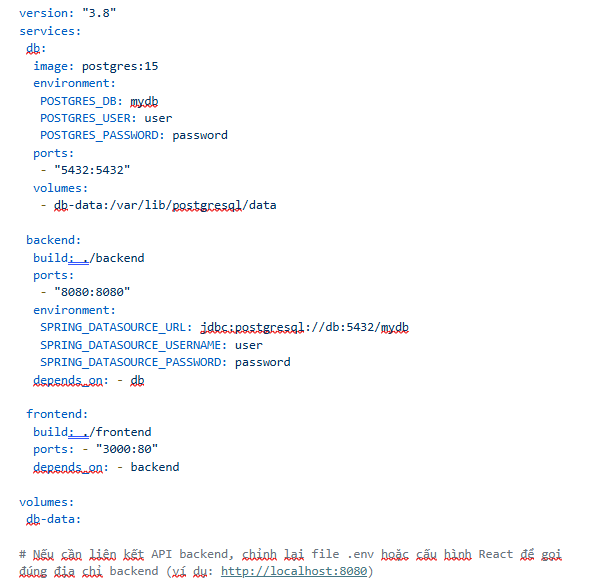 version: "3.8"
services:
db:
image: postgres:15
environment:
POSTGRES_DB: mydb
POSTGRES_USER: user
POSTGRES_PASSWORD: password
ports:
- "5432:5432"
volumes:
- db-data:/var/lib/postgresql/data
backend:
build: ./backend
ports:
- "8080:8080"
environment:
SPRING_DATASOURCE_URL: jdbc:postgresql://db:5432/mydb
SPRING_DATASOURCE_USERNAME: user
SPRING_DATASOURCE_PASSWORD: password
depends_on: - db
frontend:
build: ./frontend
ports: - "3000:80"
depends_on: - backend
volumes:
db-data:
# Nếu cần liên kết API backend, chỉnh lại file .env hoặc cấu hình React để gọi
đúng địa chỉ backend (ví dụ: http://localhost:8080)